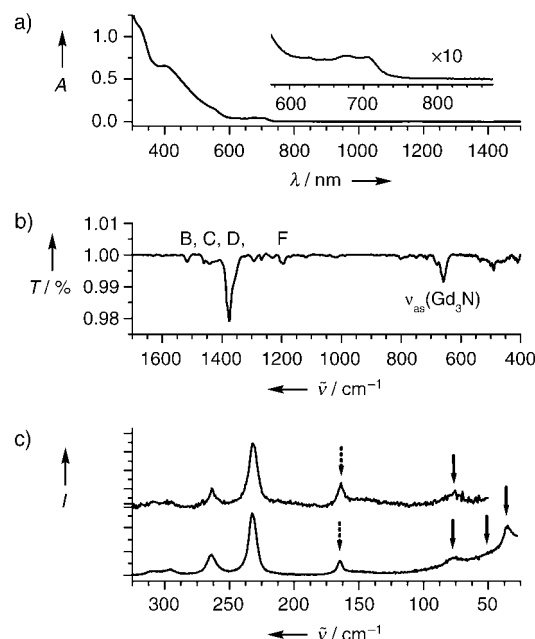 a)
A
1.0
0.5
0.0
×10
600 700 800
400 600 800 1000 1200 1400
λ / nm
b)
T / %
1.01
1.00
0.99
0.98
B, C, D, F
ν_as(Gd₃N)
1600 1400 1200 1000 800 600 400
ṽ / cm⁻¹
c)
I
325 300 250 200 150 100 50
ṽ / cm⁻¹